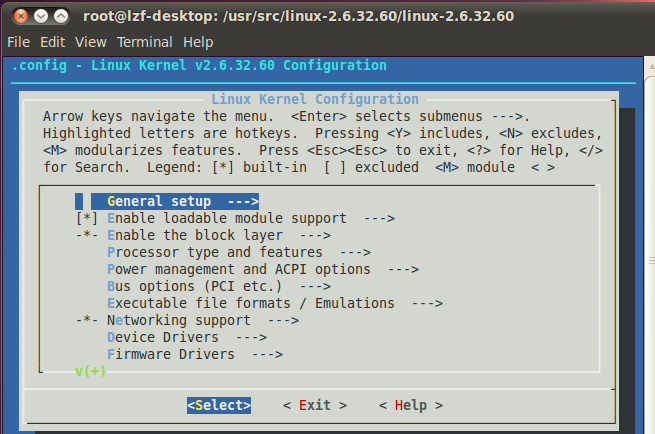 root@lzf-desktop: /usr/src/linux-2.6.32.60/linux-2.6.32.60
File Edit View Terminal Help
.config - Linux Kernel v2.6.32.60 Configuration
Linux Kernel Configuration
Arrow keys navigate the menu. <Enter> selects submenus --->.
Highlighted letters are hotkeys. Pressing <Y> includes, <N> excludes,
<M> modularizes features. Press <Esc><Esc> to exit, <?> for Help, </>
for Search. Legend: [*] built-in [ ] excluded <M> module < >
General setup --->
[*] Enable loadable module support --->
-*- Enable the block layer --->
Processor type and features --->
Power management and ACPI options --->
Bus options (PCI etc.) --->
Executable file formats / Emulations --->
-*- Networking support --->
Device Drivers --->
Firmware Drivers --->
v(+)
<Select> < Exit > < Help >